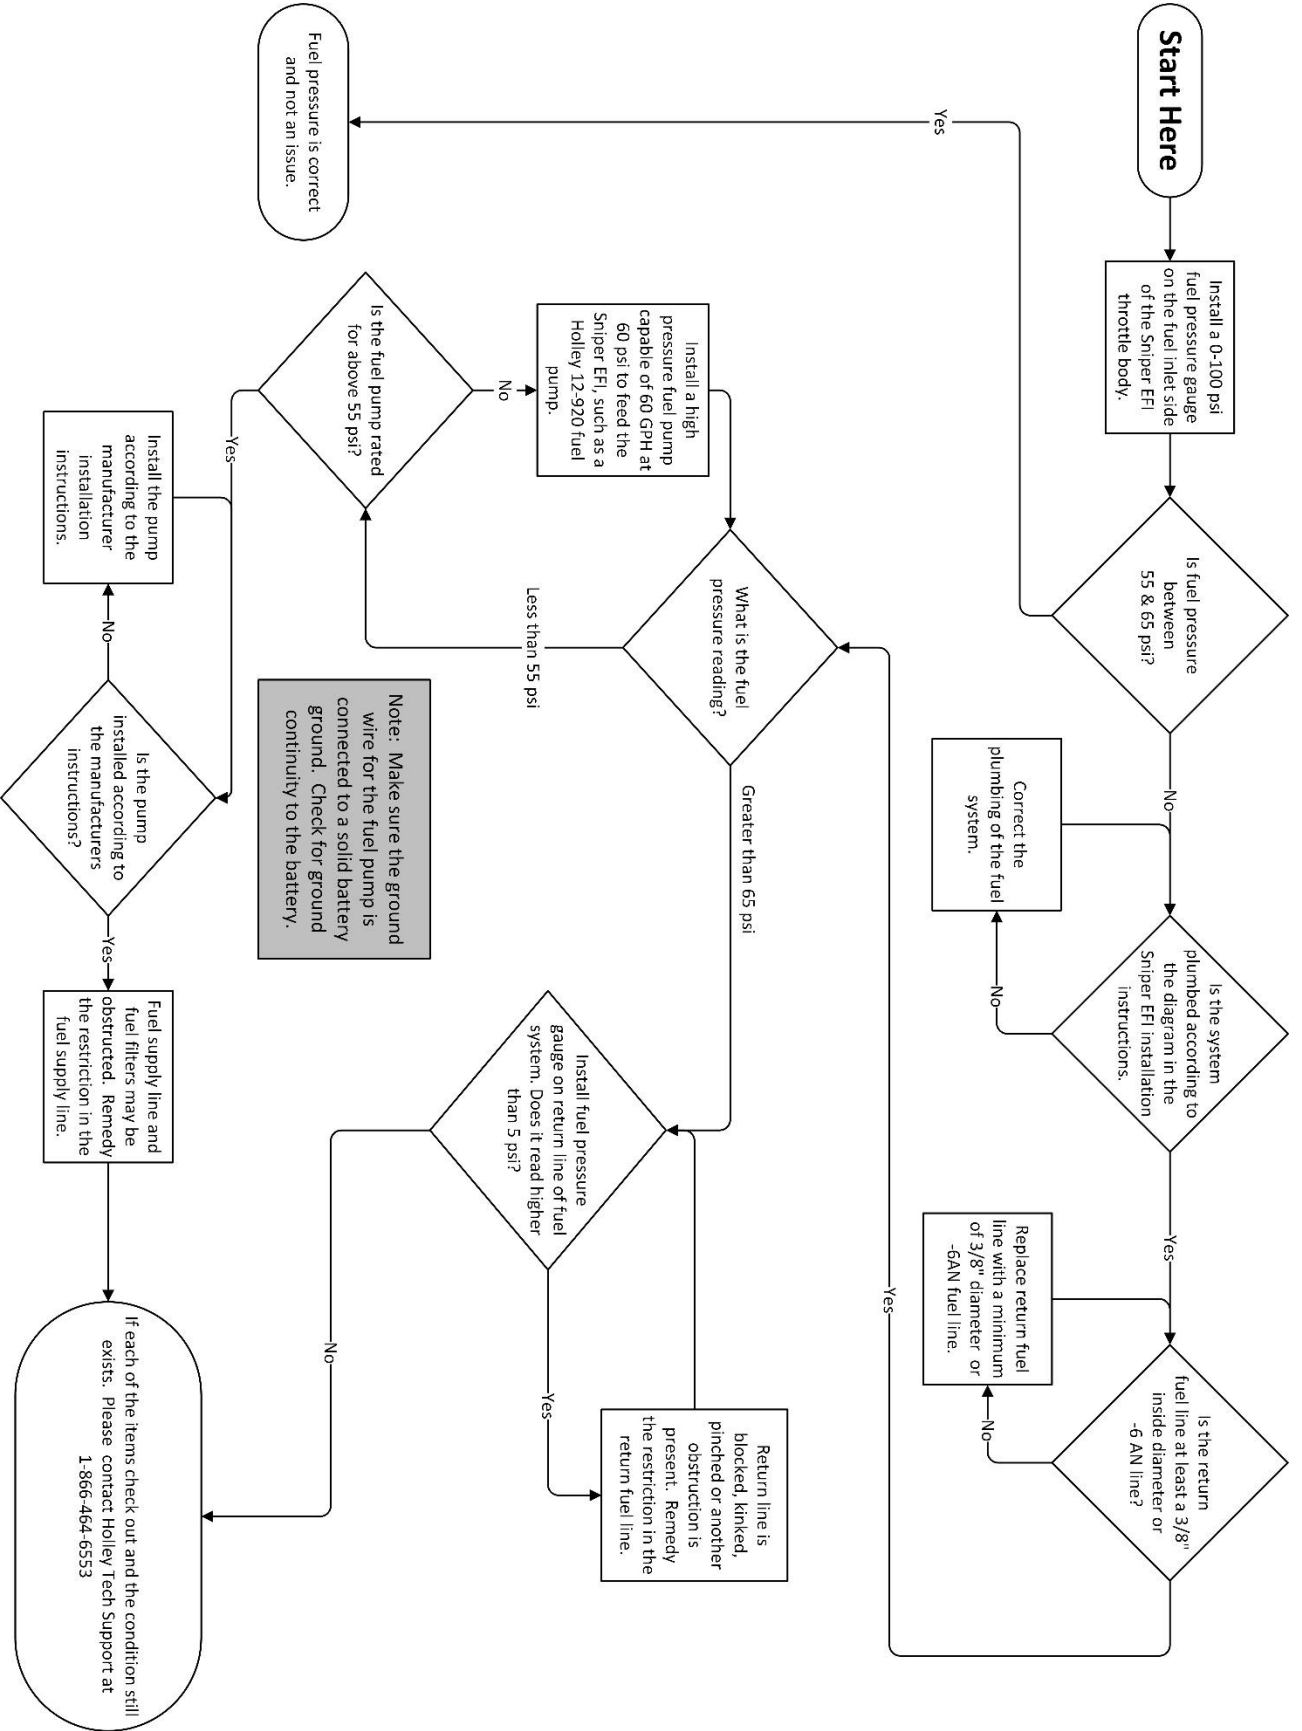 Start Here
Install a 0-100 psi
fuel pressure gauge
on the fuel inlet side
of the Sniper EFI
throttle body.
Is fuel pressure
between
55 & 65 psi?
Yes
Fuel pressure is correct
and not an issue.
No
Is the system
plumbed according to
the diagram in the
Sniper EFI installation
instructions.
No
Correct the
plumbing of the fuel
system.
Yes
Is the return
fuel line at least a 3/8"
inside diameter or
-6 AN line?
No
Replace return fuel
line with a minimum
of 3/8" diameter or
-6AN fuel line.
Yes
What is the fuel
pressure reading?
Less than 55 psi
Greater than 65 psi
Is the fuel pump rated
for above 55 psi?
No
Install a high
pressure fuel pump
capable of 60 GPH at
60 psi to feed the
Sniper EFI, such as a
Holley 12-920 fuel
pump.
Yes
Is the pump
installed according to
the manufacturers
instructions?
No
Install the pump
according to the
manufacturer
installation
instructions.
Yes
Fuel supply line and
fuel filters may be
obstructed. Remedy
the restriction in the
fuel supply line.
Install fuel pressure
gauge on return line of fuel
system. Does it read higher
than 5 psi?
Yes
Return line is
blocked, kinked,
pinched or another
obstruction is
present. Remedy
the restriction in the
return fuel line.
No
If each of the items check out and the condition still
exists. Please contact Holley Tech Support at
1-866-464-6553
Note: Make sure the ground
wire for the fuel pump is
connected to a solid battery
ground. Check for ground
continuity to the battery.